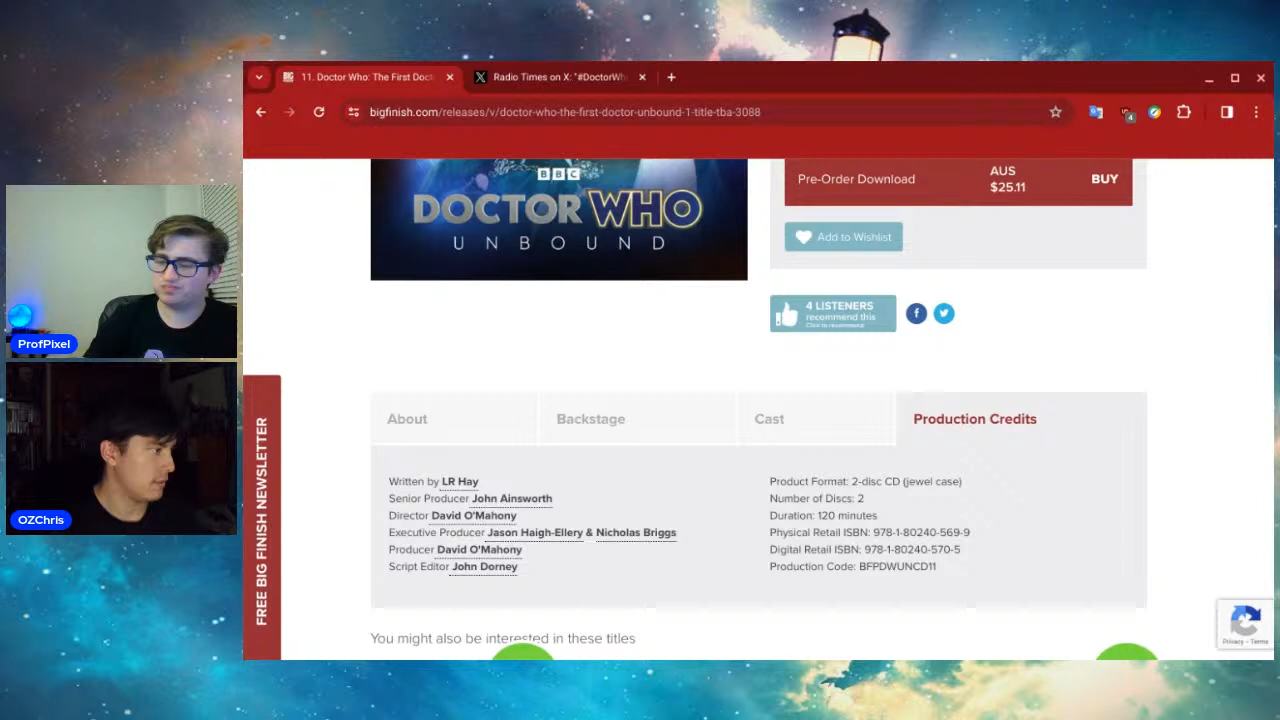 11. Doctor Who: The First Doct
Radio Times on X: "#DoctorWh
bigfinish.com/releases/v/doctor-who-the-first-doctor-unbound-1-title-tba-3088
4
BBC
DOCTOR WHO
UNBOUND
Pre-Order Download
AUS
$25.11
BUY
Add to Wishlist
4 LISTENERS
recommend this
Click to recommend
ProfPixel
OZChris
FREE BIG FINISH NEWSLETTER
About
Backstage
Cast
Production Credits
Written by LR Hay
Senior Producer John Ainsworth
Director David O'Mahony
Executive Producer Jason Haigh-Ellery & Nicholas Briggs
Producer David O'Mahony
Script Editor John Dorney
Product Format: 2-disc CD (jewel case)
Number of Discs: 2
Duration: 120 minutes
Physical Retail ISBN: 978-1-80240-569-9
Digital Retail ISBN: 978-1-80240-570-5
Production Code: BFPDWUNCD11
You might also be interested in these titles
Privacy - Terms